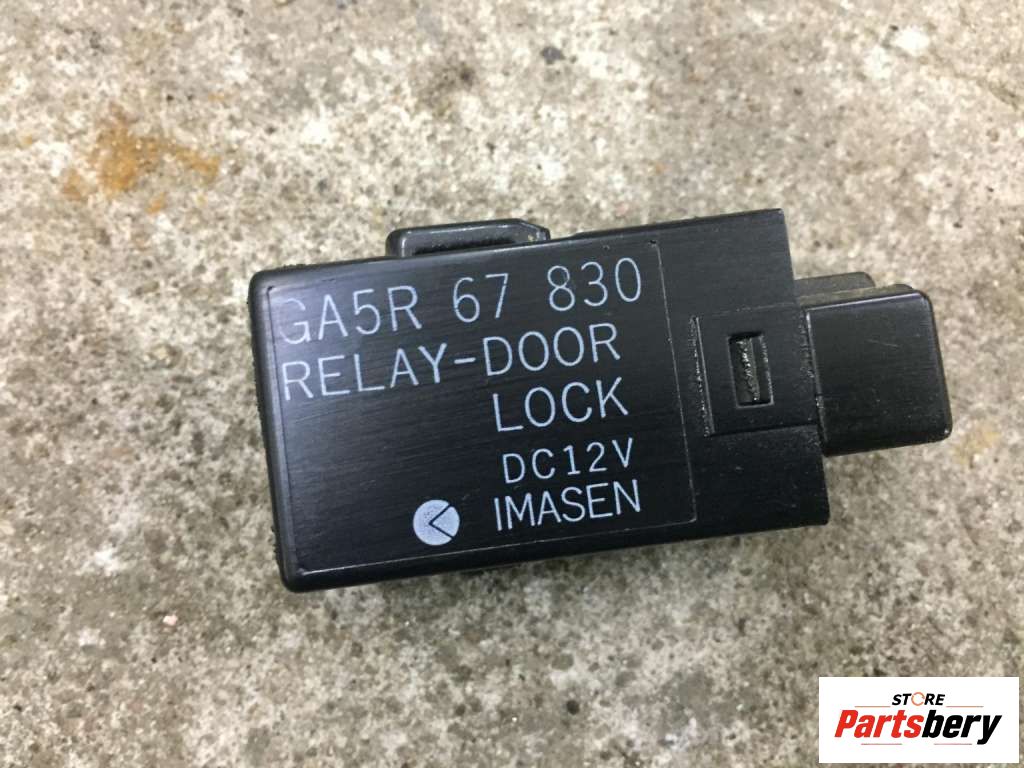 GA5R 67 830
RELAY-DOOR
LOCK
DC12V
IMASEN
STORE
Partsbery